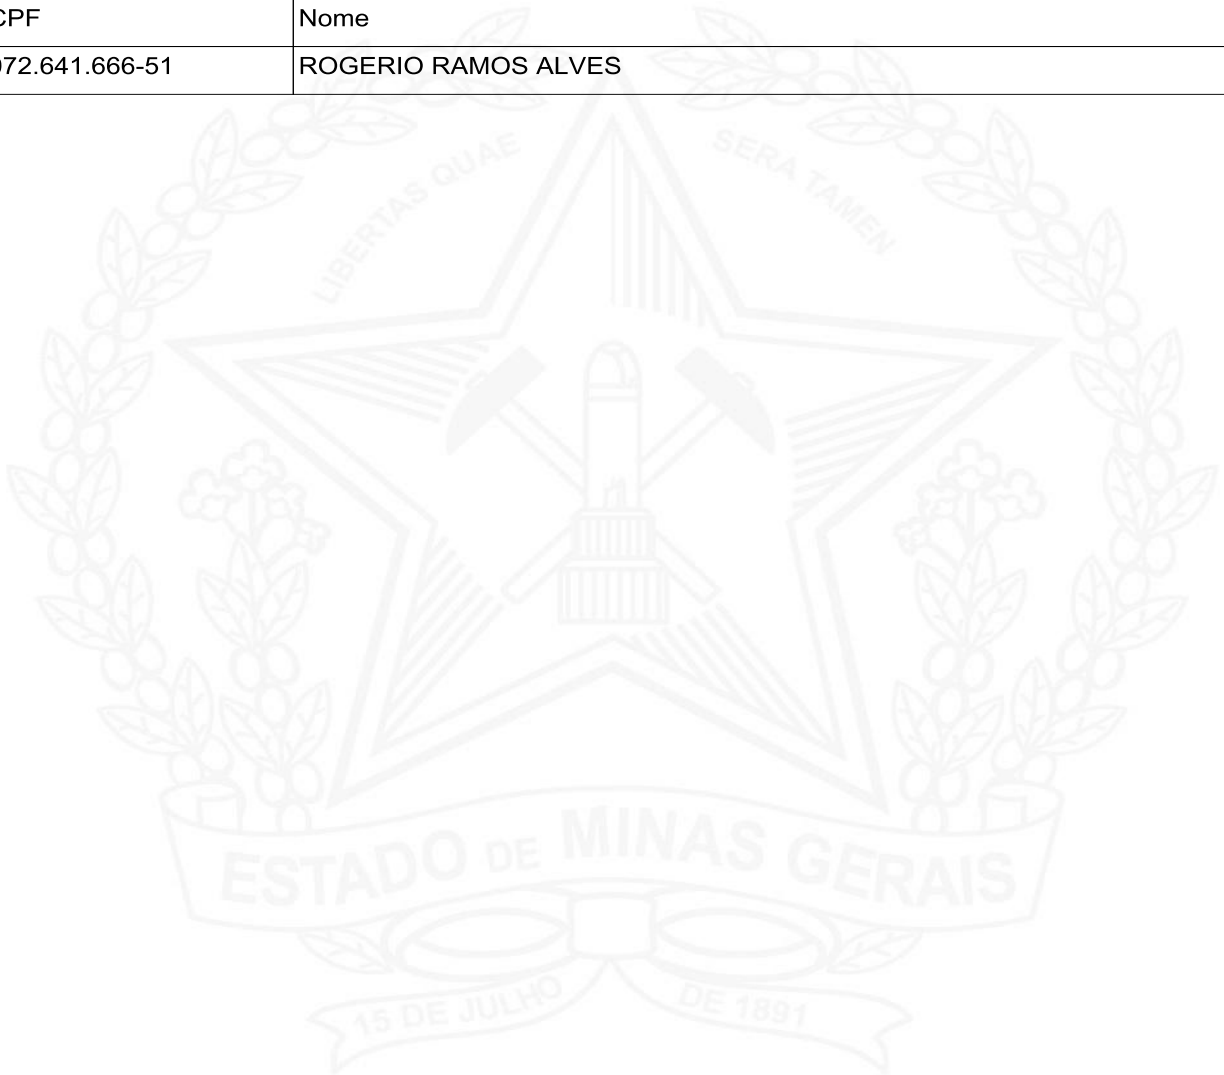 CPF Nome
072.641.666-51 ROGERIO RAMOS ALVES
LIBERTAS QUAE SERA TAMEN
ESTADO DE MINAS GERAIS
15 DE JULHO DE 1891